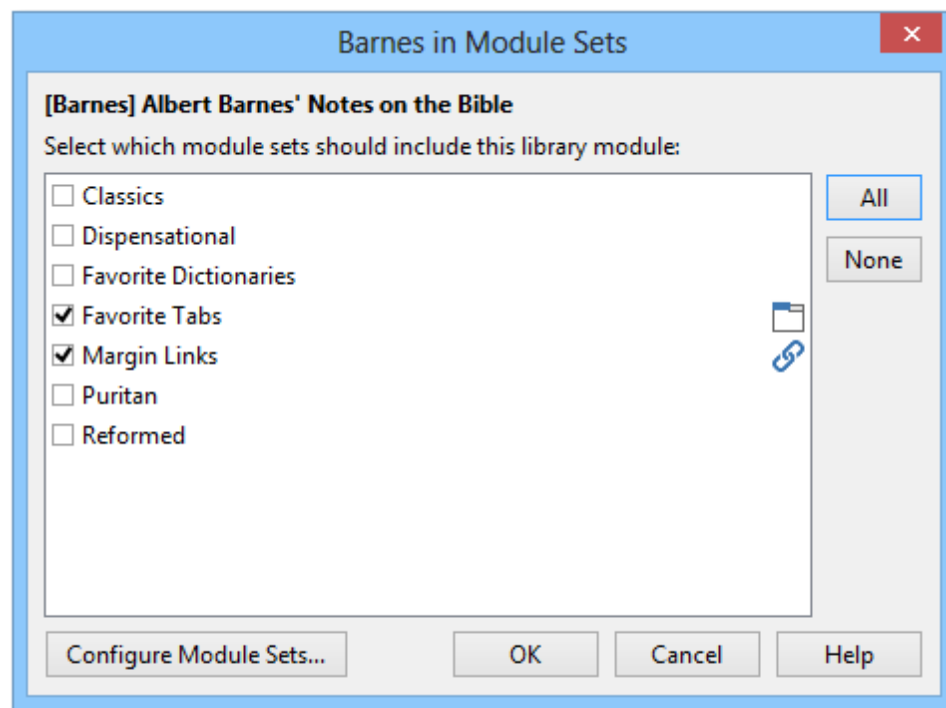 Barnes in Module Sets
[Barnes] Albert Barnes' Notes on the Bible
Select which module sets should include this library module:
Classics
Dispensational
Favorite Dictionaries
Favorite Tabs
Margin Links
Puritan
Reformed
All
None
Configure Module Sets... OK Cancel Help